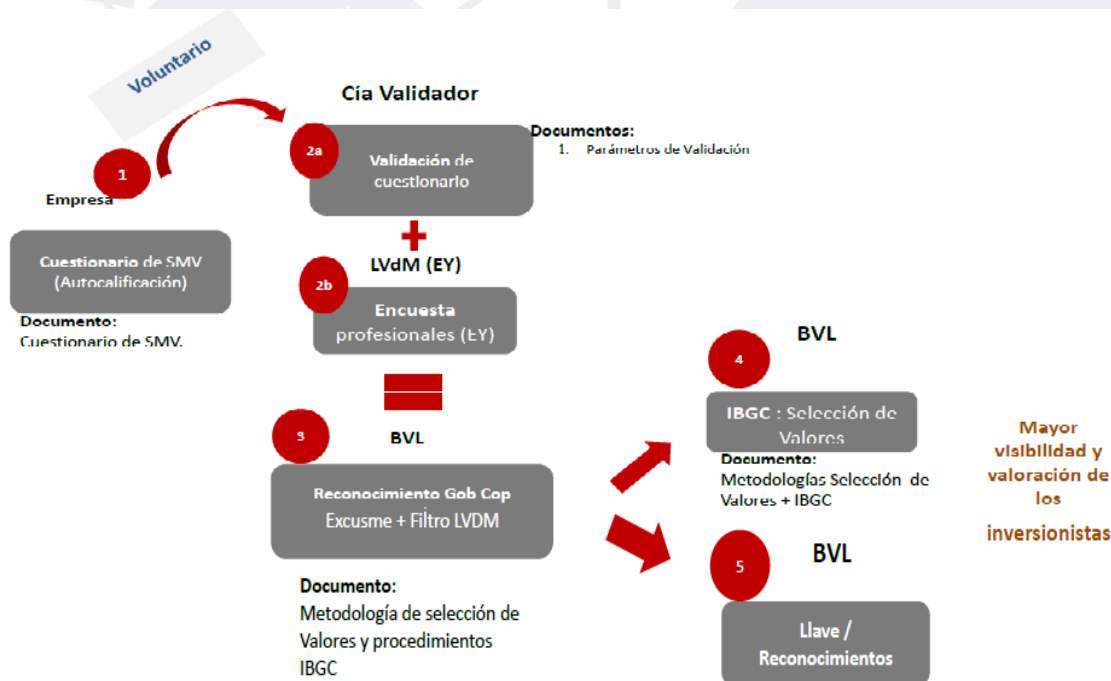 Voluntario
Cía Validador
2a
Validación de
cuestionario
Documentos:
1. Parámetros de Validación
1
Empresa
Cuestionario de SMV
(Autocalificación)
Documento:
Cuestionario de SMV.
LVdM (EY)
2b
Encuesta
profesionales (EY)
3
BVL
Reconocimiento Gob Cop
Excusme + Filtro LVDM
Documento:
Metodología de selección de
Valores y procedimientos
IBGC
4
BVL
IBGC : Selección de
Valores
Documento:
Metodologías Selección de
Valores + IBGC
5
BVL
Llave /
Reconocimientos
Mayor
visibilidad y
valoración de
los
inversionistas